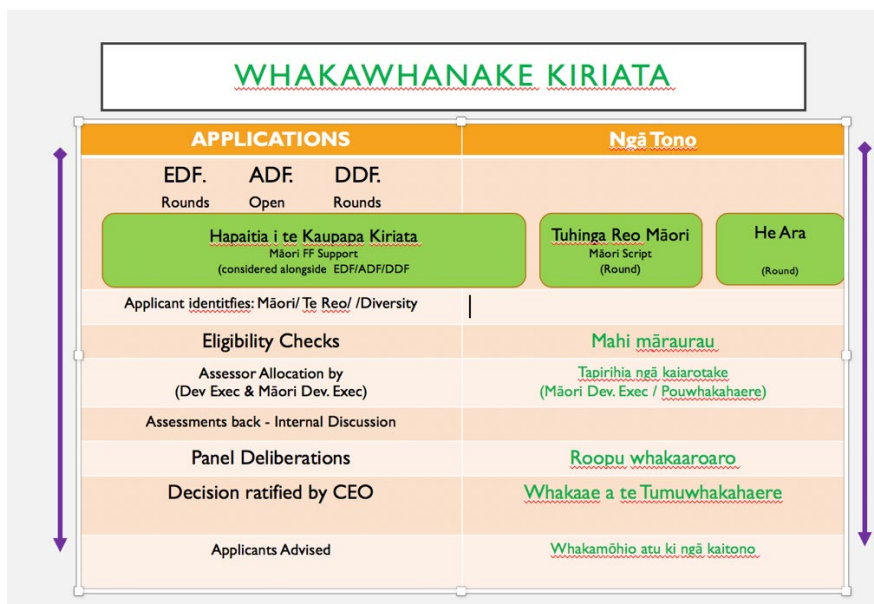 WHAKAWHANAKE KIRIATA
APPLICATIONS
Ngā Tono
EDF. ADF. DDF.
Rounds Open Rounds
Hapaitia i te Kaupapa Kiriata
Māori FF Support
(considered alongside EDF/ADF/DDF
Tuhinga Reo Māori
Māori Script
(Round)
He Ara
(Round)
Applicant identifies: Māori/ Te Reo/ /Diversity
Eligibility Checks
Mahi māraurau
Assessor Allocation by
(Dev Exec & Māori Dev. Exec)
Tapirihia ngā kaiarotake
(Māori Dev. Exec / Pouwhakahaere)
Assessments back - Internal Discussion
Panel Deliberations
Roopu whakaaroaro
Decision ratified by CEO
Whakaae a te Tumuwhakahaere
Applicants Advised
Whakamōhio atu ki ngā kaitono